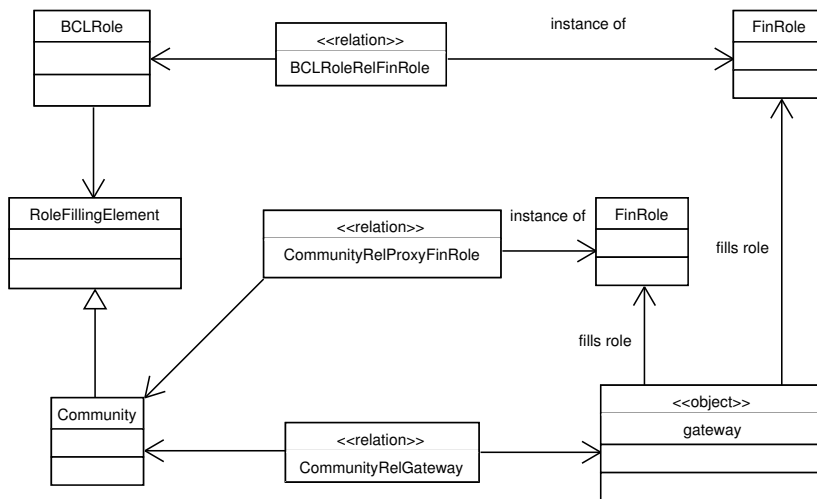 BCLRole
<<relation>>
BCLRoleRelFinRole
instance of
FinRole
RoleFillingElement
<<relation>>
CommunityRelProxyFinRole
instance of
FinRole
fills role
fills role
Community
<<relation>>
CommunityRelGateway
<<object>>
gateway